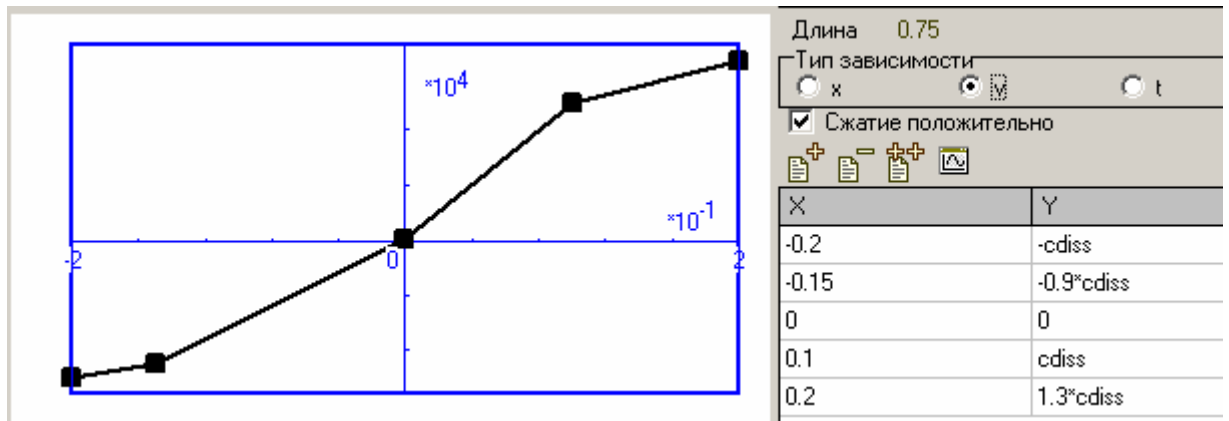 *10^4
*10^-1
-2 0 2
Длина 0.75
Тип зависимости
x v t
Сжатие положительно
X Y
-0.2 -cdiss
-0.15 -0.9*cdiss
0 0
0.1 cdiss
0.2 1.3*cdiss